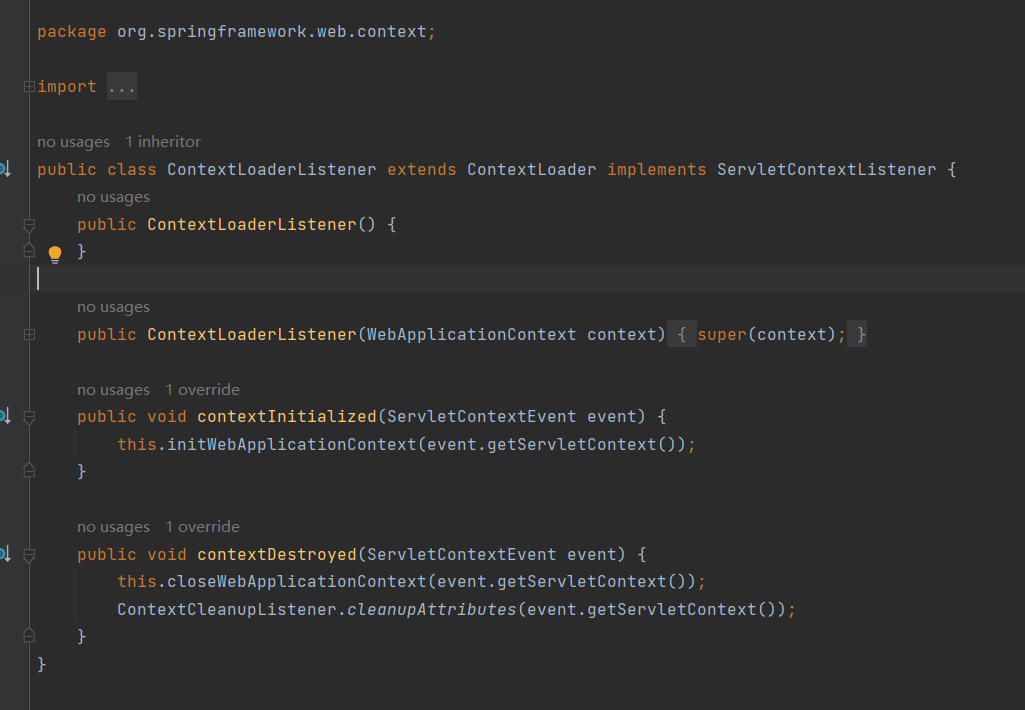 package org.springframework.web.context;
import ...
no usages   1 inheritor
public class ContextLoaderListener extends ContextLoader implements ServletContextListener {
no usages
public ContextLoaderListener() {
}
no usages
public ContextLoaderListener(WebApplicationContext context) { super(context); }
no usages   1 override
public void contextInitialized(ServletContextEvent event) {
this.initWebApplicationContext(event.getServletContext());
}
no usages   1 override
public void contextDestroyed(ServletContextEvent event) {
this.closeWebApplicationContext(event.getServletContext());
ContextCleanupListener.cleanupAttributes(event.getServletContext());
}
}